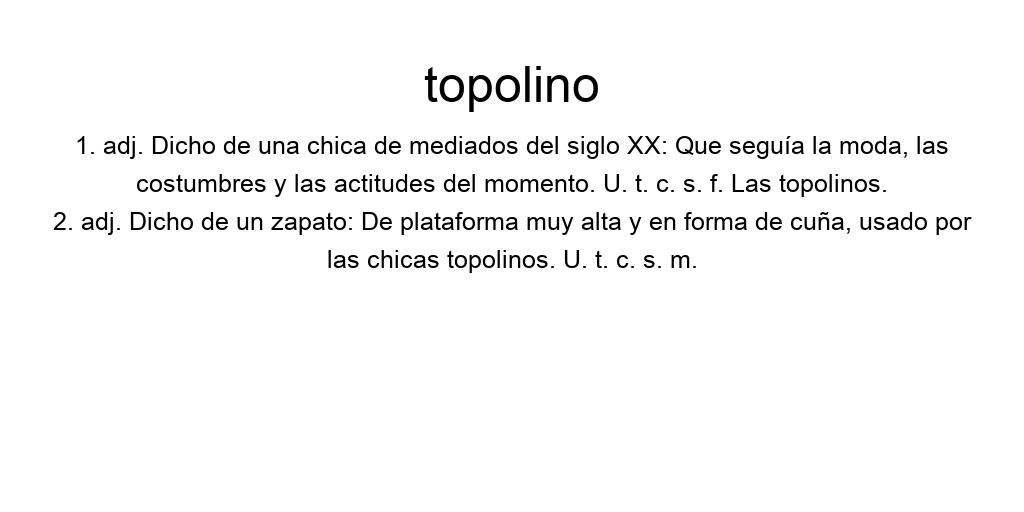 topolino
1. adj. Dicho de una chica de mediados del siglo XX: Que seguía la moda, las
costumbres y las actitudes del momento. U. t. c. s. f. Las topolinos.
2. adj. Dicho de un zapato: De plataforma muy alta y en forma de cuña, usado por
las chicas topolinos. U. t. c. s. m.